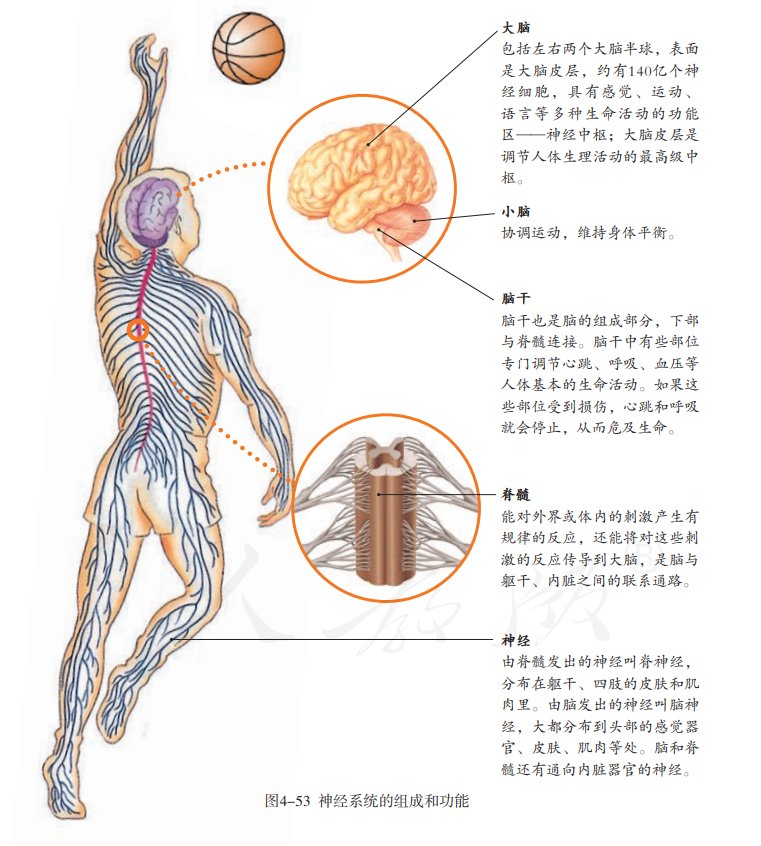 大脑
包括左右两个大脑半球，表面
是大脑皮层，约有140亿个神
经细胞，具有感觉、运动、
语言等多种生命活动的功能
区——神经中枢；大脑皮层是
调节人体生理活动的最高级中
枢。
小脑
协调运动，维持身体平衡。
脑干
脑干也是脑的组成部分，下部
与脊髓连接。脑干中有些部位
专门调节心跳、呼吸、血压等
人体基本的生命活动。如果这
些部位受到损伤，心跳和呼吸
就会停止，从而危及生命。
脊髓
能对外界或体内的刺激产生有
规律的反应，还能将对这些刺
激的反应传导到大脑，是脑与
躯干、内脏之间的联系通路。
神经
由脊髓发出的神经叫脊神经，
分布在躯干、四肢的皮肤和肌
肉里。由脑发出的神经叫脑神
经，大都分布到头部的感觉器
官、皮肤、肌肉等处。脑和脊
髓还有通向内脏器官的神经。
人教版®
图4-53 神经系统的组成和功能